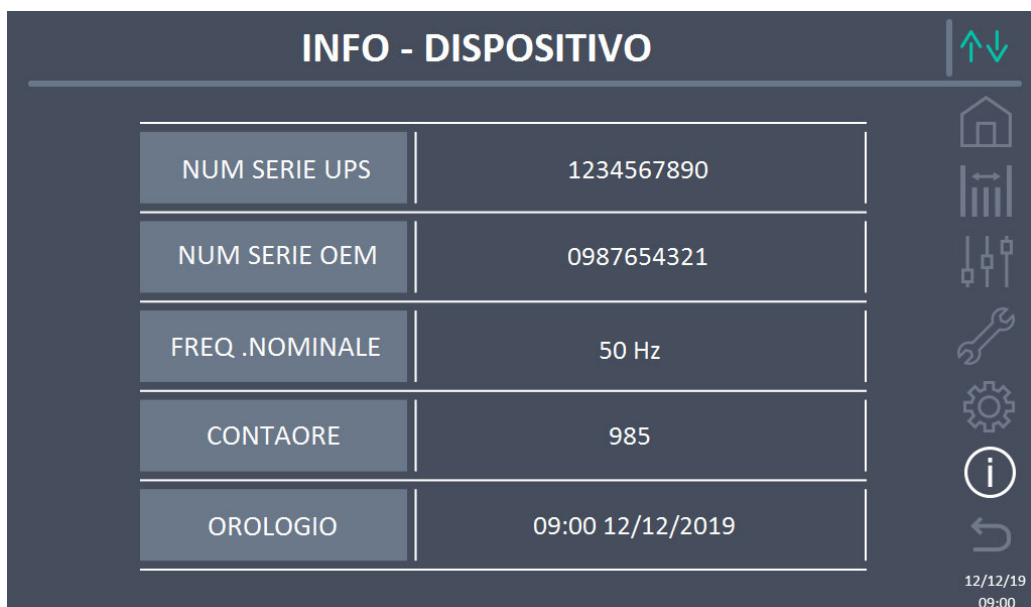 INFO - DISPOSITIVO
NUM SERIE UPS 1234567890
NUM SERIE OEM 0987654321
FREQ .NOMINALE 50 Hz
CONTAORE 985
OROLOGIO 09:00 12/12/2019
12/12/19
09:00